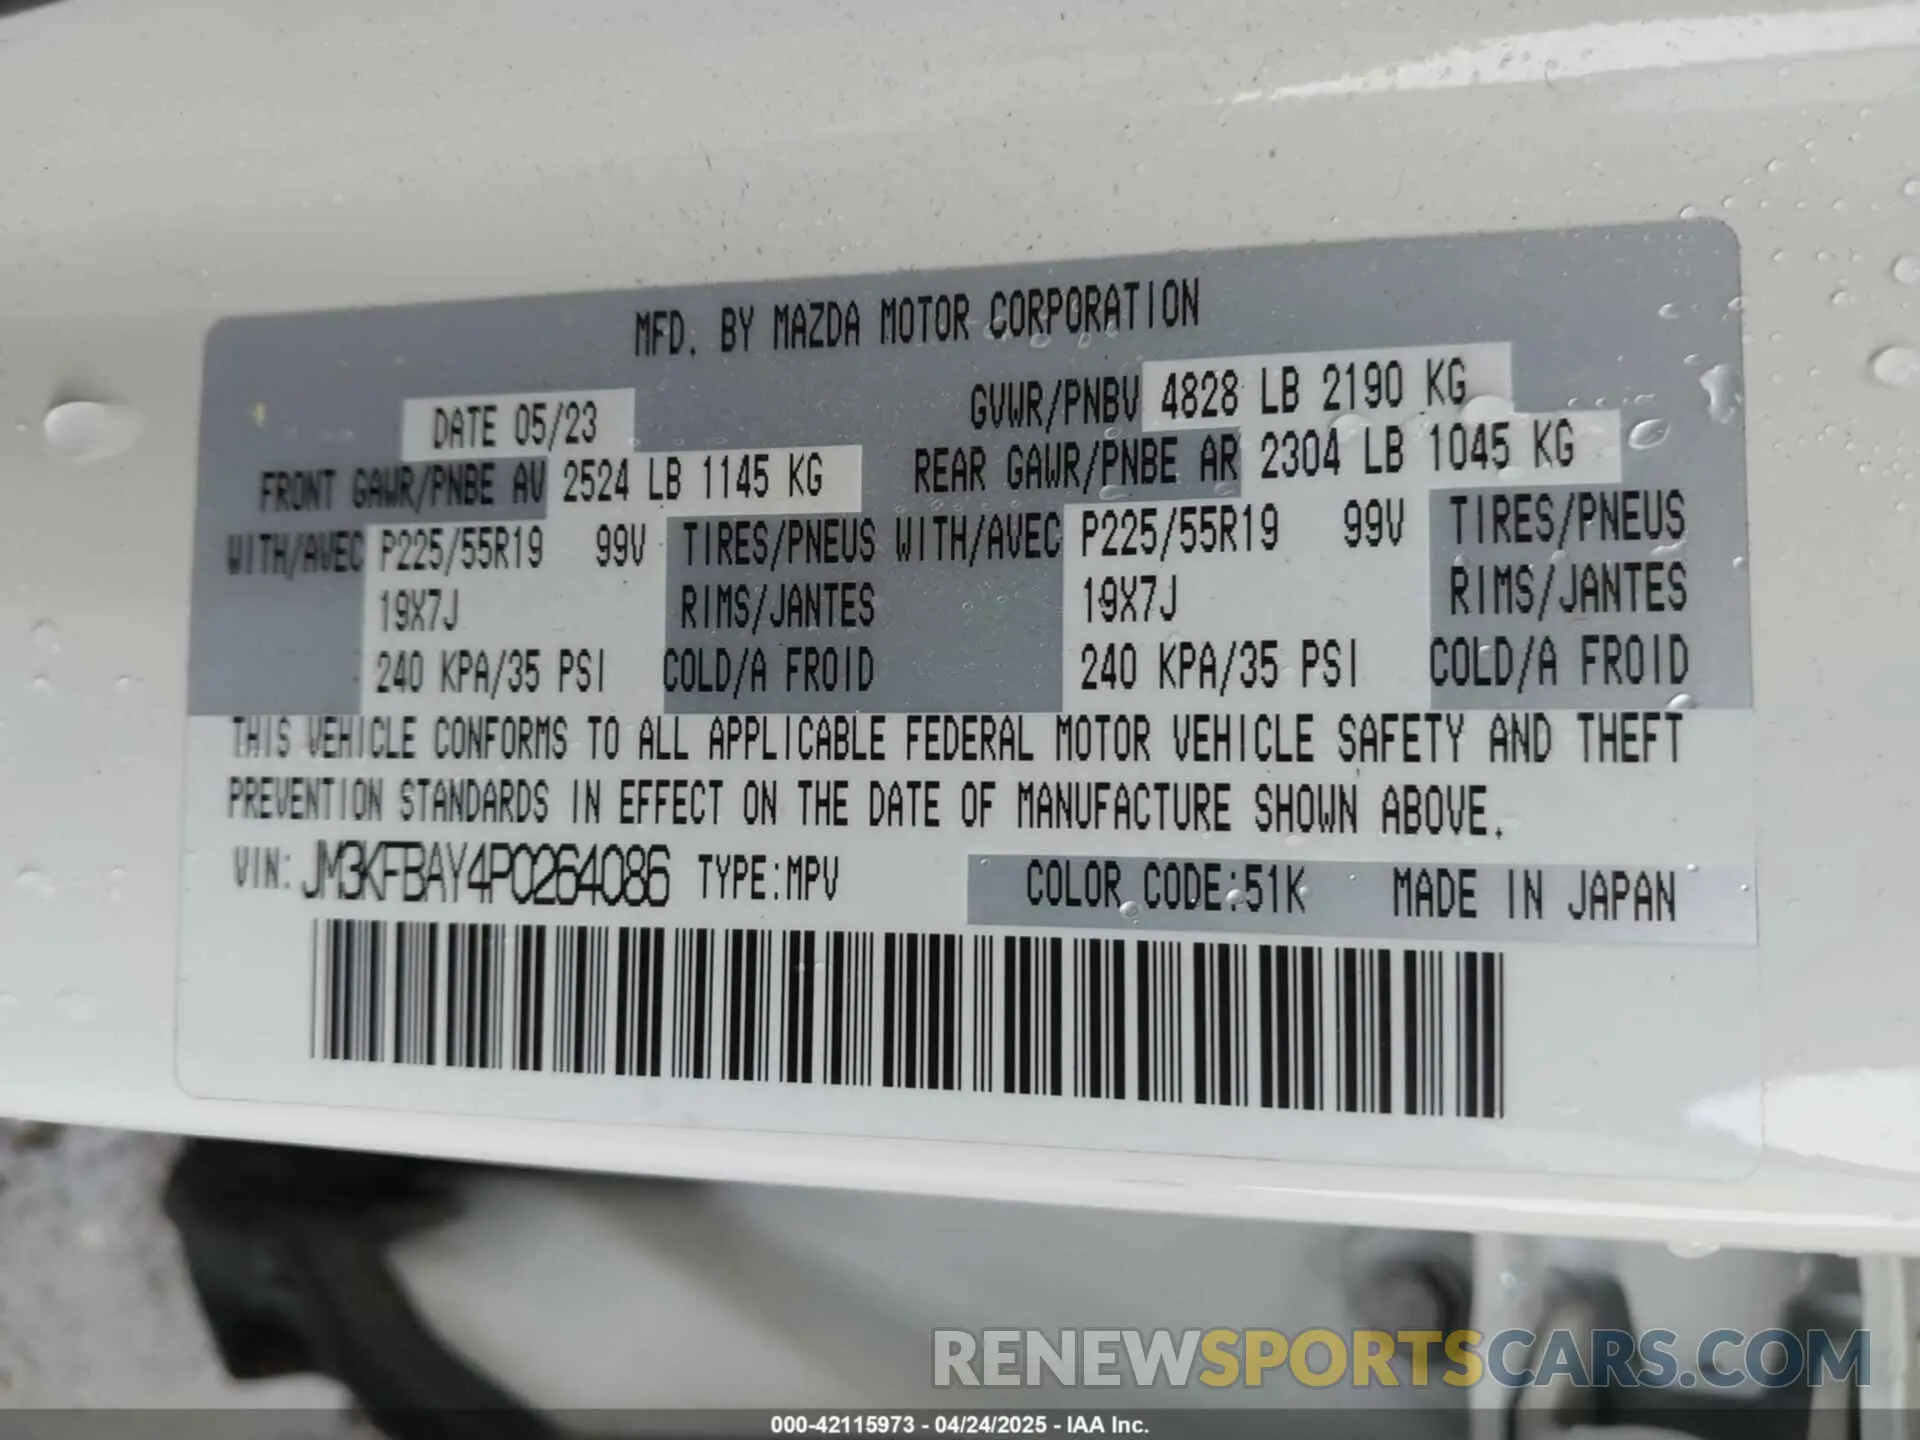 MFD. BY MAZDA MOTOR CORPORATION
DATE 05/23 GVWR/PNBV 4828 LB 2190 KG
FRONT GAWR/PNBE AV 2524 LB 1145 KG REAR GAWR/PNBE AR 2304 LB 1045 KG
WITH/AVEC P225/55R19 99V TIRES/PNEUS WITH/AVEC P225/55R19 99V TIRES/PNEUS
19X7J RIMS/JANTES 19X7J RIMS/JANTES
240 KPA/35 PSI COLD/A FROID 240 KPA/35 PSI COLD/A FROID
THIS VEHICLE CONFORMS TO ALL APPLICABLE FEDERAL MOTOR VEHICLE SAFETY AND THEFT
PREVENTION STANDARDS IN EFFECT ON THE DATE OF MANUFACTURE SHOWN ABOVE.
VIN: JM3KFBAY4P0264086 TYPE:MPV COLOR CODE:51K MADE IN JAPAN
RENEWSPORTSCARS.COM
000-42115973 - 04/24/2025 - IAA Inc.